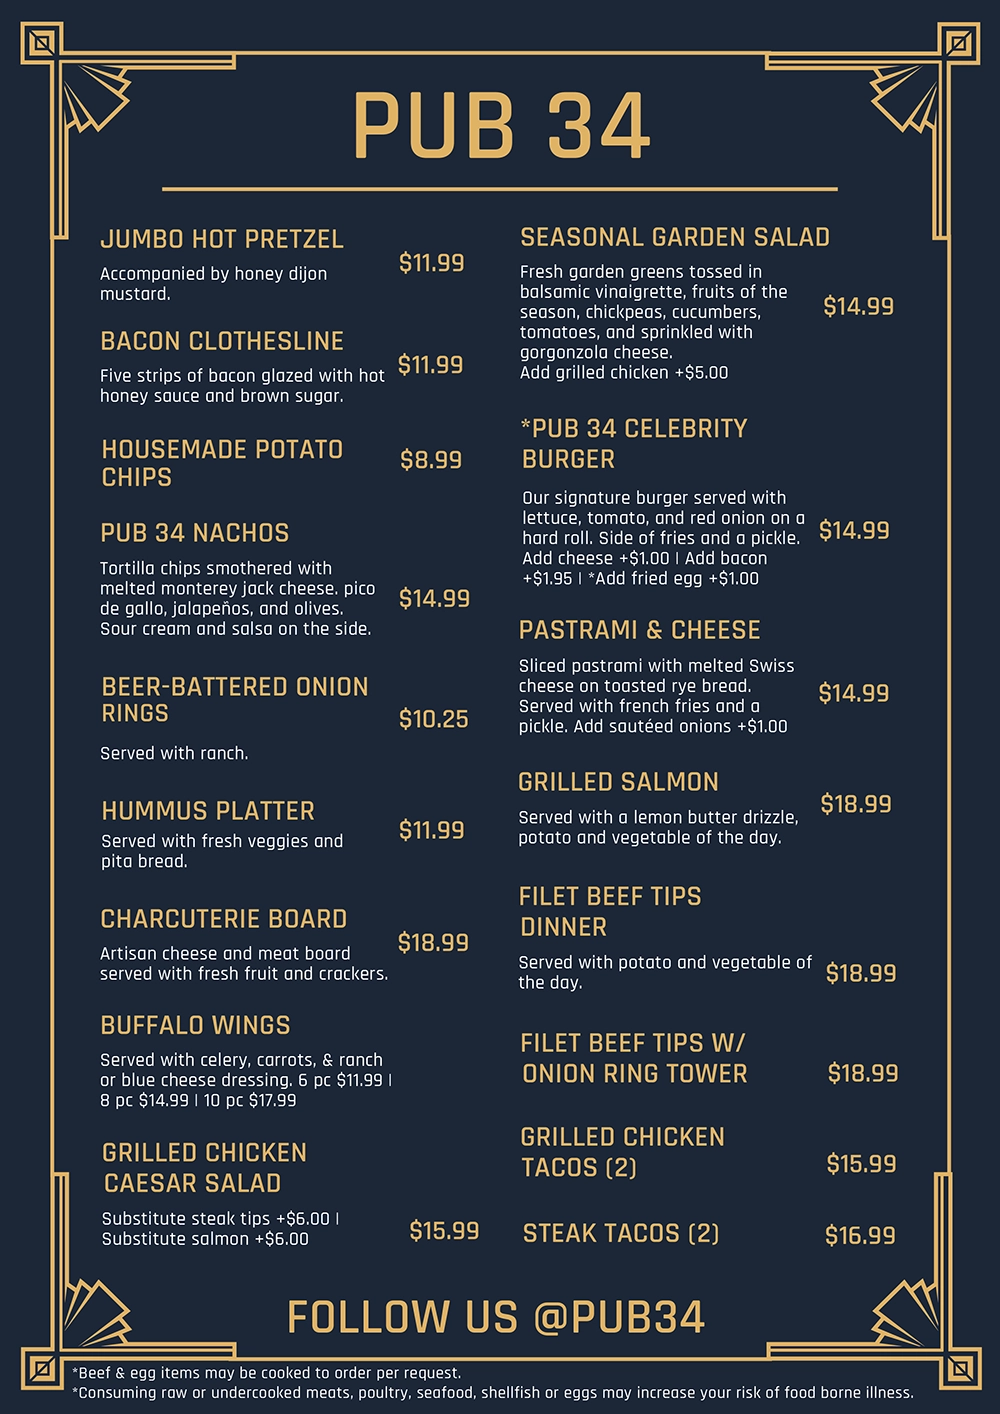 PUB 34
JUMBO HOT PRETZEL
Accompanied by honey dijon
mustard.
$11.99
BACON CLOTHESLINE
Five strips of bacon glazed with hot
honey sauce and brown sugar.
$11.99
HOUSEMADE POTATO
CHIPS
$8.99
PUB 34 NACHOS
Tortilla chips smothered with
melted monterey jack cheese. pico
de gallo, jalapeños, and olives.
Sour cream and salsa on the side.
$14.99
BEER-BATTERED ONION
RINGS
$10.25
Served with ranch.
HUMMUS PLATTER
Served with fresh veggies and
pita bread.
$11.99
CHARCUTERIE BOARD
Artisan cheese and meat board
served with fresh fruit and crackers.
$18.99
BUFFALO WINGS
Served with celery, carrots, & ranch
or blue cheese dressing. 6 pc $11.99 |
8 pc $14.99 | 10 pc $17.99
GRILLED CHICKEN
CAESAR SALAD
Substitute steak tips +$6.00 |
Substitute salmon +$6.00
$15.99
SEASONAL GARDEN SALAD
Fresh garden greens tossed in
balsamic vinaigrette, fruits of the
season, chickpeas, cucumbers,
tomatoes, and sprinkled with
gorgonzola cheese.
Add grilled chicken +$5.00
$14.99
*PUB 34 CELEBRITY
BURGER
Our signature burger served with
lettuce, tomato, and red onion on a
hard roll. Side of fries and a pickle.
Add cheese +$1.00 | Add bacon
+$1.95 | *Add fried egg +$1.00
$14.99
PASTRAMI & CHEESE
Sliced pastrami with melted Swiss
cheese on toasted rye bread.
Served with french fries and a
pickle. Add sautéed onions +$1.00
$14.99
GRILLED SALMON
Served with a lemon butter drizzle,
potato and vegetable of the day.
$18.99
FILET BEEF TIPS
DINNER
Served with potato and vegetable of
the day.
$18.99
FILET BEEF TIPS W/
ONION RING TOWER
$18.99
GRILLED CHICKEN
TACOS (2)
$15.99
STEAK TACOS (2)
$16.99
FOLLOW US @PUB34
*Beef & egg items may be cooked to order per request.
*Consuming raw or undercooked meats, poultry, seafood, shellfish or eggs may increase your risk of food borne illness.